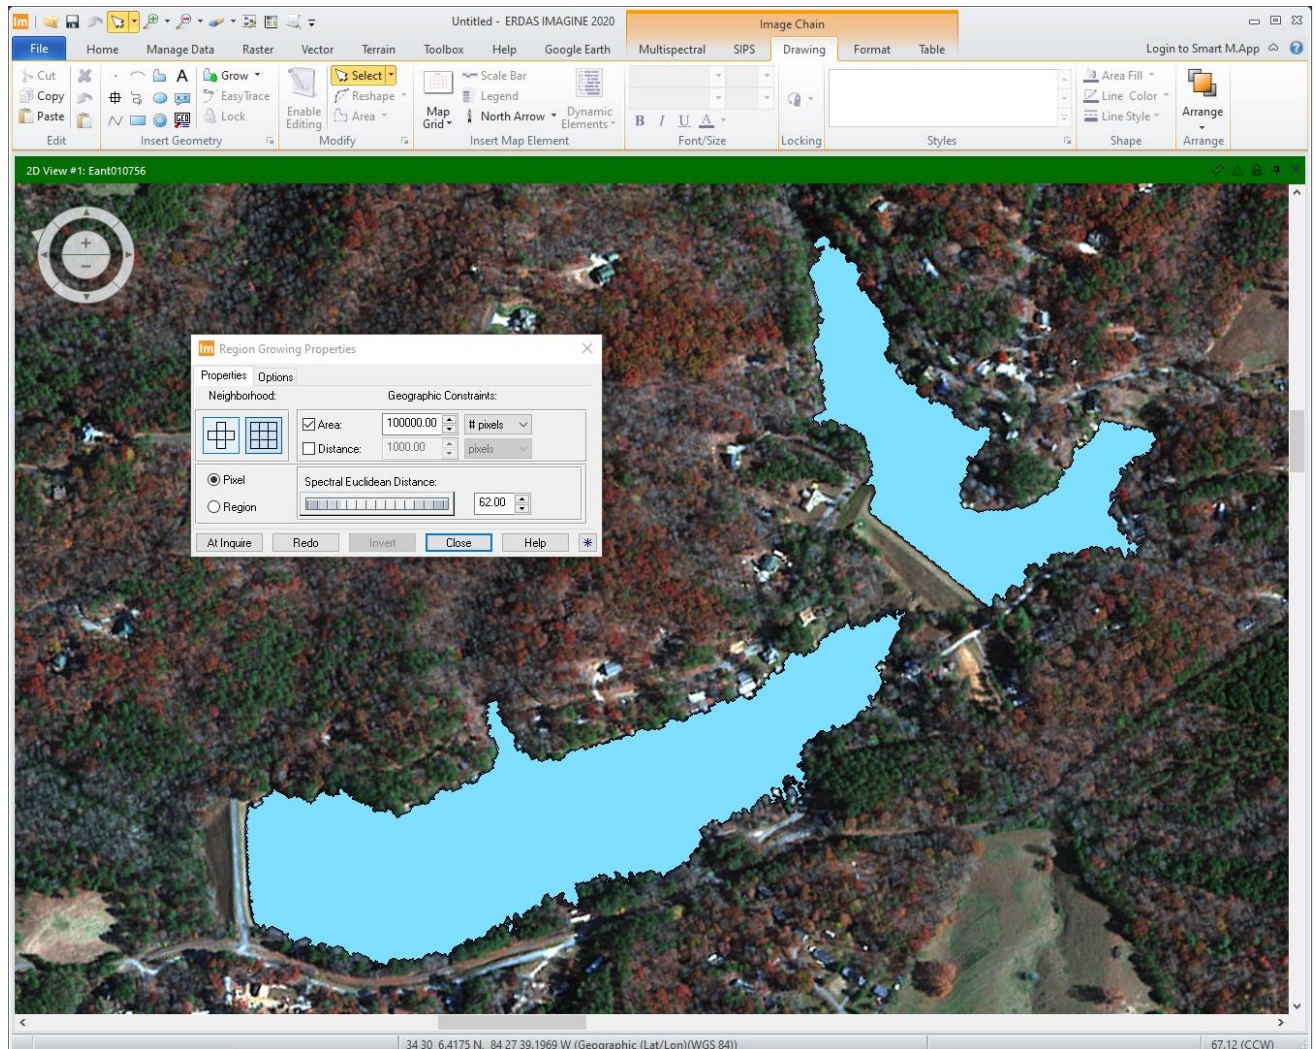 Im Untitled - ERDAS IMAGINE 2020 Image Chain
File Home Manage Data Raster Vector Terrain Toolbox Help Google Earth Multispectral SIPS Drawing Format Table Login to Smart M.App
Cut A Grow Select Scale Bar Area Fill
Copy EasyTrace Reshape Legend Line Color
Paste GEO Lock Enable Editing Area Map Grid North Arrow Dynamic Elements B I U A Line Style Arrange
Edit Insert Geometry Modify Insert Map Element Font/Size Locking Styles Shape Arrange
2D View #1: Eant010756
Im Region Growing Properties
Properties Options
Neighborhood: Geographic Constraints:
Area: 100000.00 # pixels
Distance: 1000.00 pixels
Pixel Spectral Euclidean Distance:
Region 62.00
At Inquire Redo Invert Close Help
34 30 6.4175 N, 84 27 39.1969 W (Geographic (Lat/Lon)(WGS 84)) 67.12 (CCW)